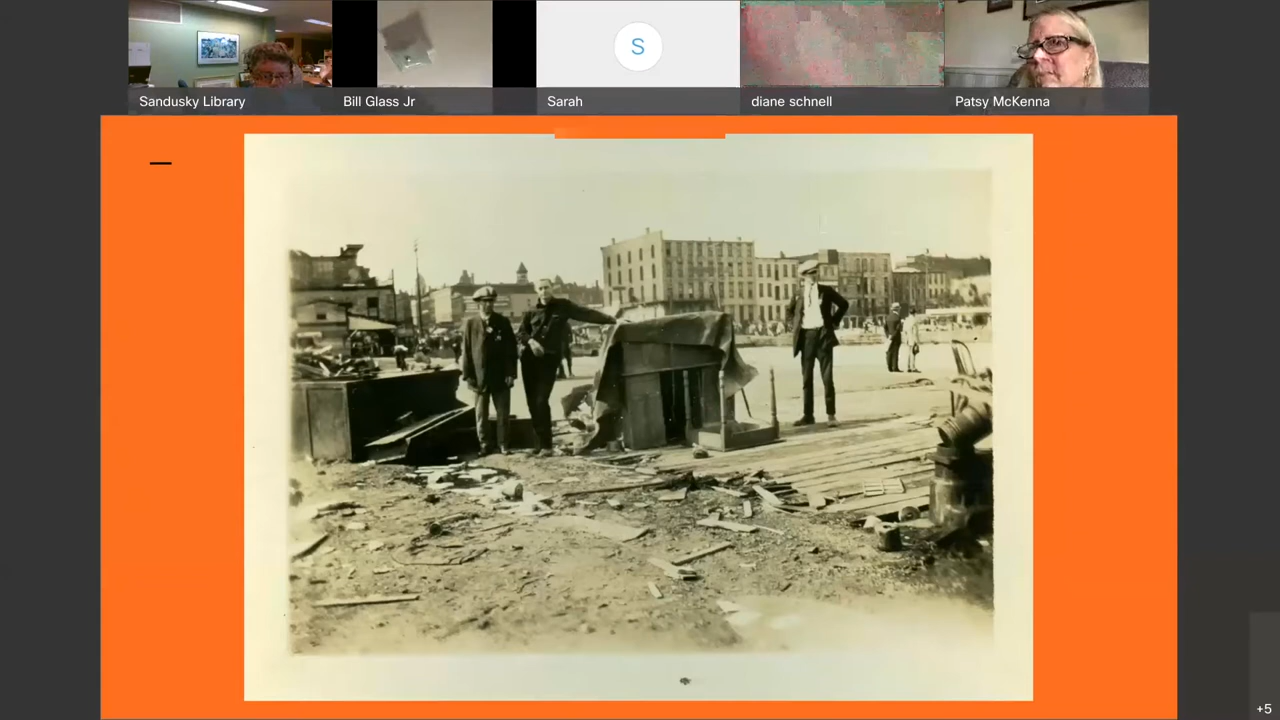 S
Sandusky Library
Bill Glass Jr
Sarah
diane schnell
Patsy McKenna
+5